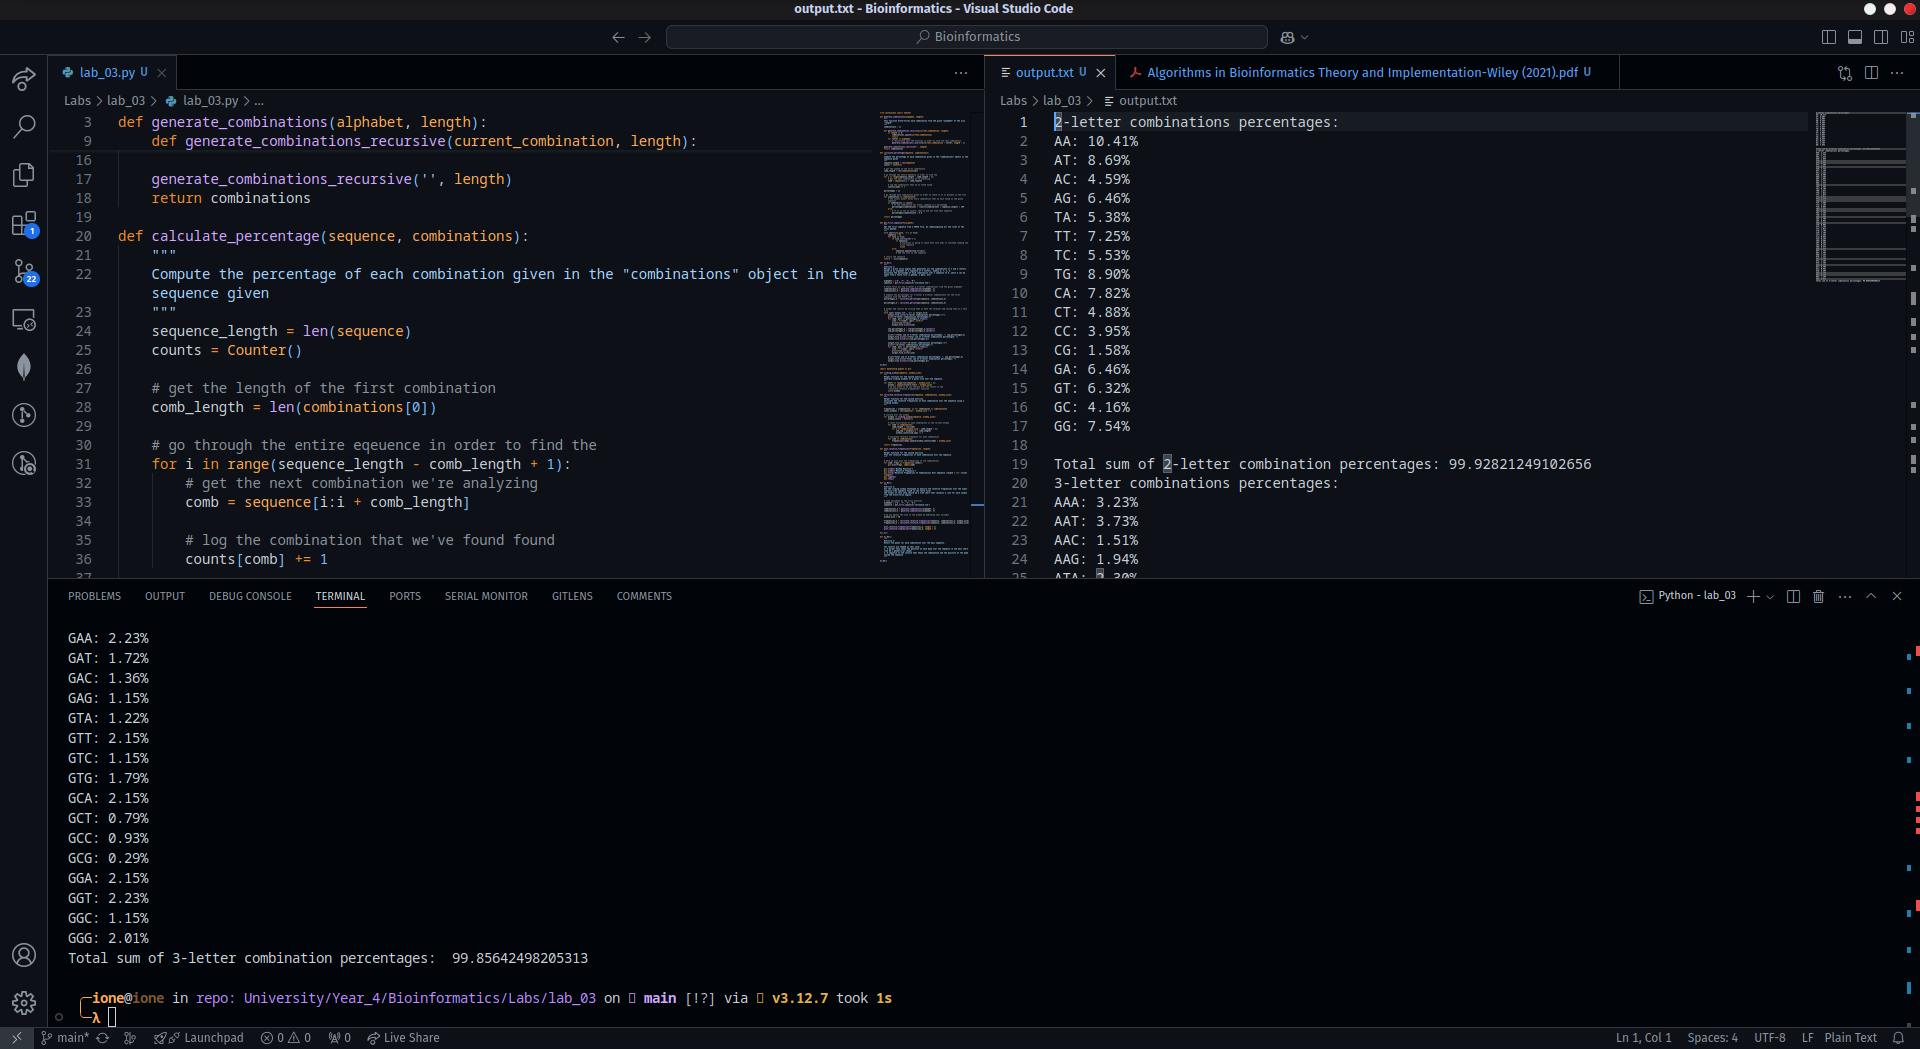 output.txt - Bioinformatics - Visual Studio Code
Bioinformatics
lab_03.py U
Labs > lab_03 > lab_03.py > ...
3 def generate_combinations(alphabet, length):
9 def generate_combinations_recursive(current_combination, length):
16
17 generate_combinations_recursive('', length)
18 return combinations
19
20 def calculate_percentage(sequence, combinations):
21 """
22 Compute the percentage of each combination given in the "combinations" object in the
sequence given
23 """
24 sequence_length = len(sequence)
25 counts = Counter()
26
27 # get the length of the first combination
28 comb_length = len(combinations[0])
29
30 # go through the entire eqeuence in order to find the
31 for i in range(sequence_length - comb_length + 1):
32 # get the next combination we're analyzing
33 comb = sequence[i:i + comb_length]
34
35 # log the combination that we've found found
36 counts[comb] += 1
37
output.txt U
Algorithms in Bioinformatics Theory and Implementation-Wiley (2021).pdf U
Labs > lab_03 > output.txt
1 2-letter combinations percentages:
2 AA: 10.41%
3 AT: 8.69%
4 AC: 4.59%
5 AG: 6.46%
6 TA: 5.38%
7 TT: 7.25%
8 TC: 5.53%
9 TG: 8.90%
10 CA: 7.82%
11 CT: 4.88%
12 CC: 3.95%
13 CG: 1.58%
14 GA: 6.46%
15 GT: 6.32%
16 GC: 4.16%
17 GG: 7.54%
18
19 Total sum of 2-letter combination percentages: 99.92821249102656
20 3-letter combinations percentages:
21 AAA: 3.23%
22 AAT: 3.73%
23 AAC: 1.51%
24 AAG: 1.94%
25 ATA: 2.30%
PROBLEMS OUTPUT DEBUG CONSOLE TERMINAL PORTS SERIAL MONITOR GITLENS COMMENTS
Python - lab_03
GAA: 2.23%
GAT: 1.72%
GAC: 1.36%
GAG: 1.15%
GTA: 1.22%
GTT: 2.15%
GTC: 1.15%
GTG: 1.79%
GCA: 2.15%
GCT: 0.79%
GCC: 0.93%
GCG: 0.29%
GGA: 2.15%
GGT: 2.23%
GGC: 1.15%
GGG: 2.01%
Total sum of 3-letter combination percentages: 99.85642498205313
ione@ione in repo: University/Year_4/Bioinformatics/Labs/lab_03 on main [!?] via v3.12.7 took 1s
λ
1
22
main* Launchpad 0 0 0 Live Share
Ln 1, Col 1 Spaces: 4 UTF-8 LF Plain Text